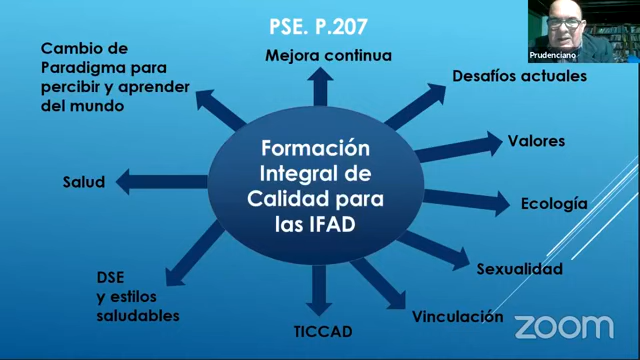 PSE. P.207
Prudenciano
Mejora continua
Cambio de
Paradigma para
percibir y aprender
del mundo
Desafíos actuales
Valores
Formación
Integral de
Calidad para
las IFAD
Salud
Ecología
Sexualidad
DSE
y estilos
saludables
Vinculación
TICCAD
zoom